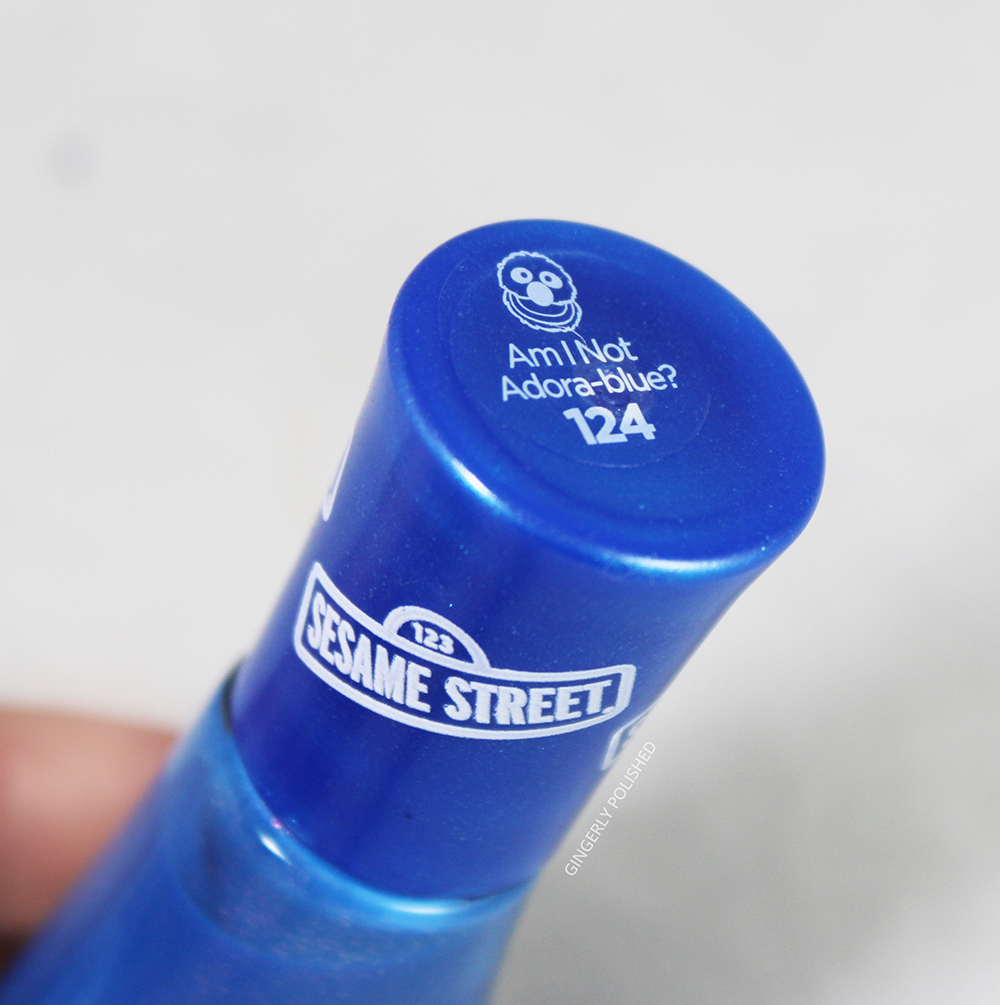 Am I Not
Adora-blue?
124
123
SESAME STREET
GINGERLY POLISHED